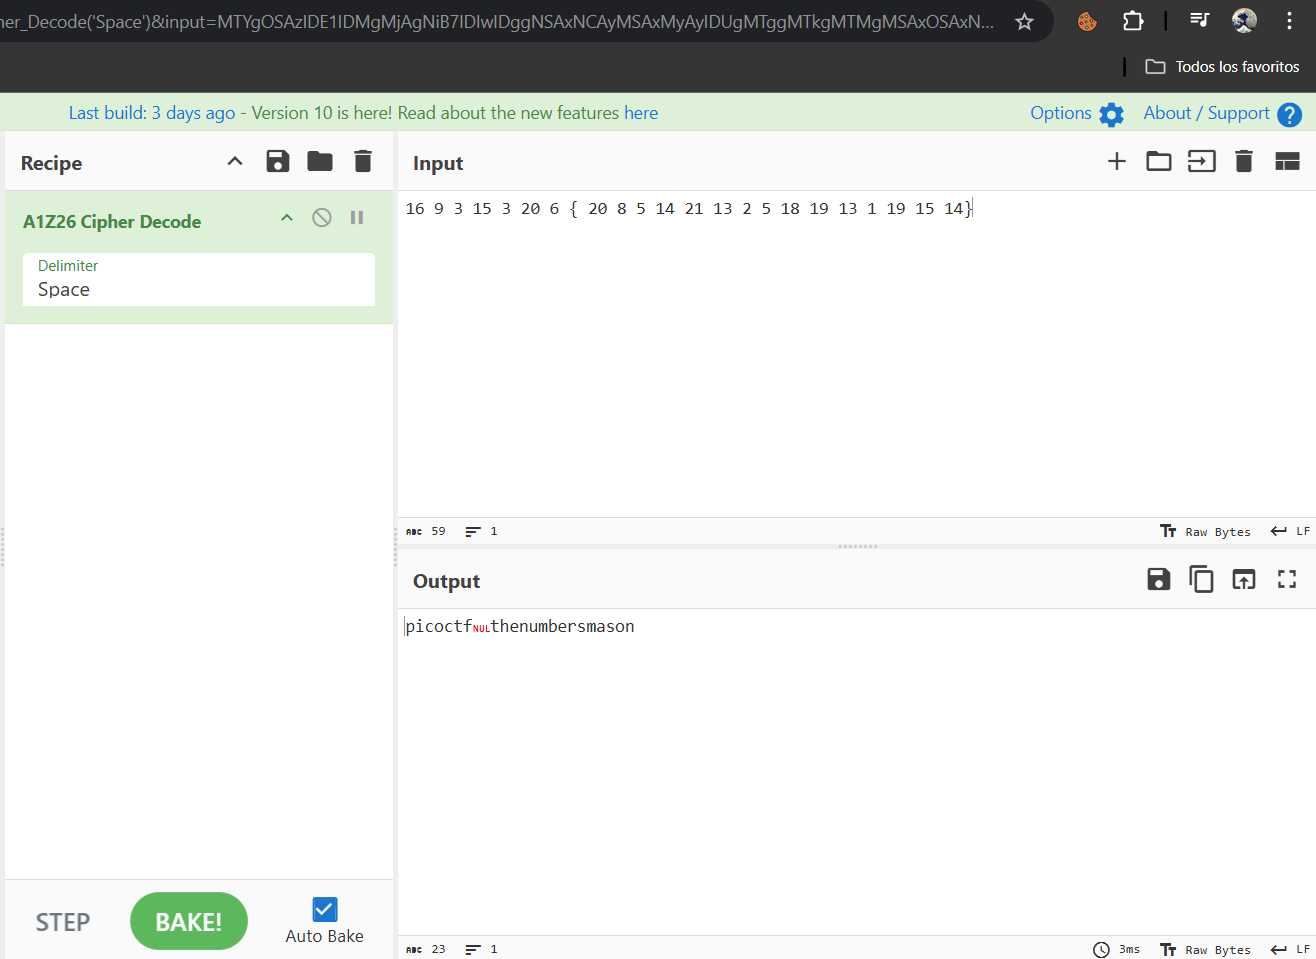 her_Decode('Space')&input=MTYgOSAzIDE1IDMgMjAgNiB7IDIwIDggNSAxNCAyMSAxMyAyIDUgMTggMTkgMTMgMSAxOSAxN...
Todos los favoritos
Last build: 3 days ago - Version 10 is here! Read about the new features here
Options
About / Support
Recipe
Input
A1Z26 Cipher Decode
Delimiter
Space
16 9 3 15 3 20 6 { 20 8 5 14 21 13 2 5 18 19 13 1 19 15 14}
ABC 59
1
Raw Bytes
LF
Output
picoctfNULthenumbersmason
STEP
BAKE!
Auto Bake
ABC 23
1
3ms
Raw Bytes
LF